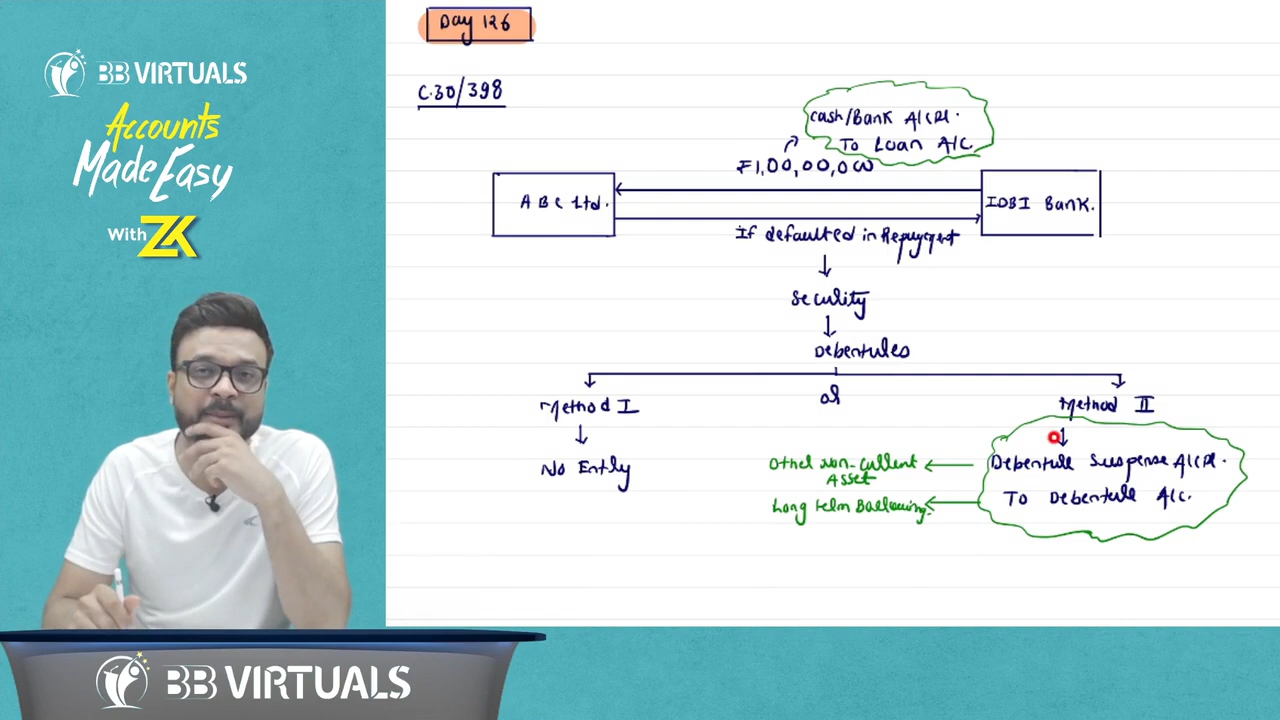 BB VIRTUALS
Accounts
Made Easy
With ZK
BB VIRTUALS
Day 126
C.30/398
Cash/Bank A/c Dr.
To Loan A/C
₹1,00,00,000
ABC Ltd.
IDBI Bank.
If defaulted in Repayment
Security
Debentures
Method I
or
Method II
No Entry
Other Non-current
Asset
Long term Borrowing.
Debenture Suspense A/c Dr.
To Debenture A/c.